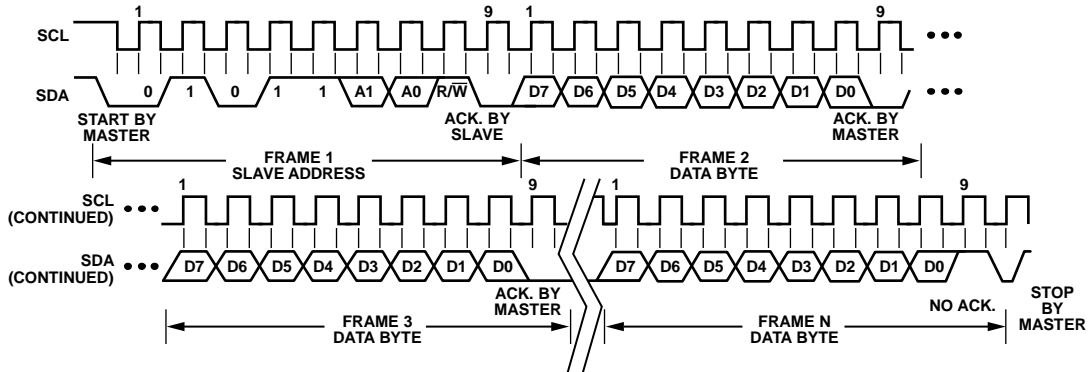 1 9 1 9
SCL
SDA 0 1 0 1 1 A1 A0 R/W̅ D7 D6 D5 D4 D3 D2 D1 D0
START BY MASTER
ACK. BY SLAVE
ACK. BY MASTER
FRAME 1
SLAVE ADDRESS
FRAME 2
DATA BYTE
1 9 1 9
SCL
(CONTINUED)
SDA
(CONTINUED) D7 D6 D5 D4 D3 D2 D1 D0 D7 D6 D5 D4 D3 D2 D1 D0
ACK. BY
MASTER
NO ACK.
STOP
BY
MASTER
FRAME 3
DATA BYTE
FRAME N
DATA BYTE